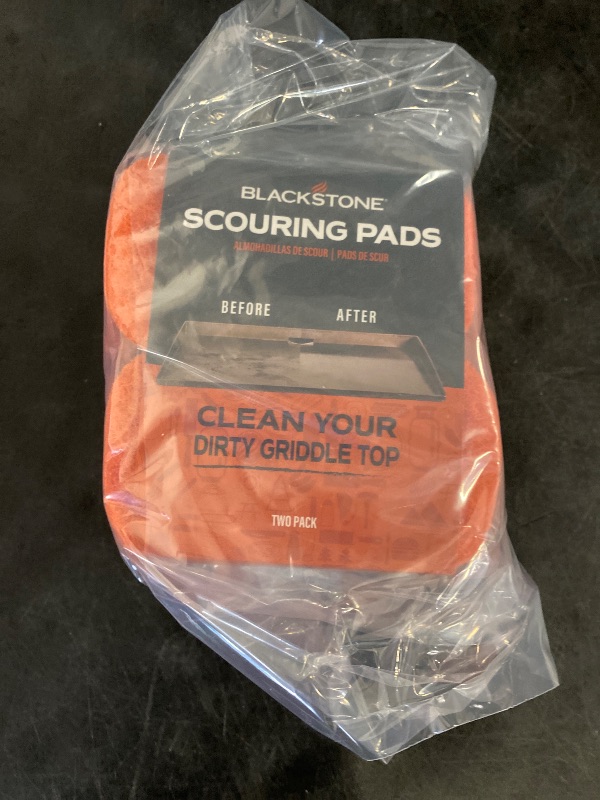 BLACKSTONE
SCOURING PADS
ALMOHADILLAS DE SCOUR | PADS DE SCUR
BEFORE
AFTER
CLEAN YOUR
DIRTY GRIDDLE TOP
TWO PACK